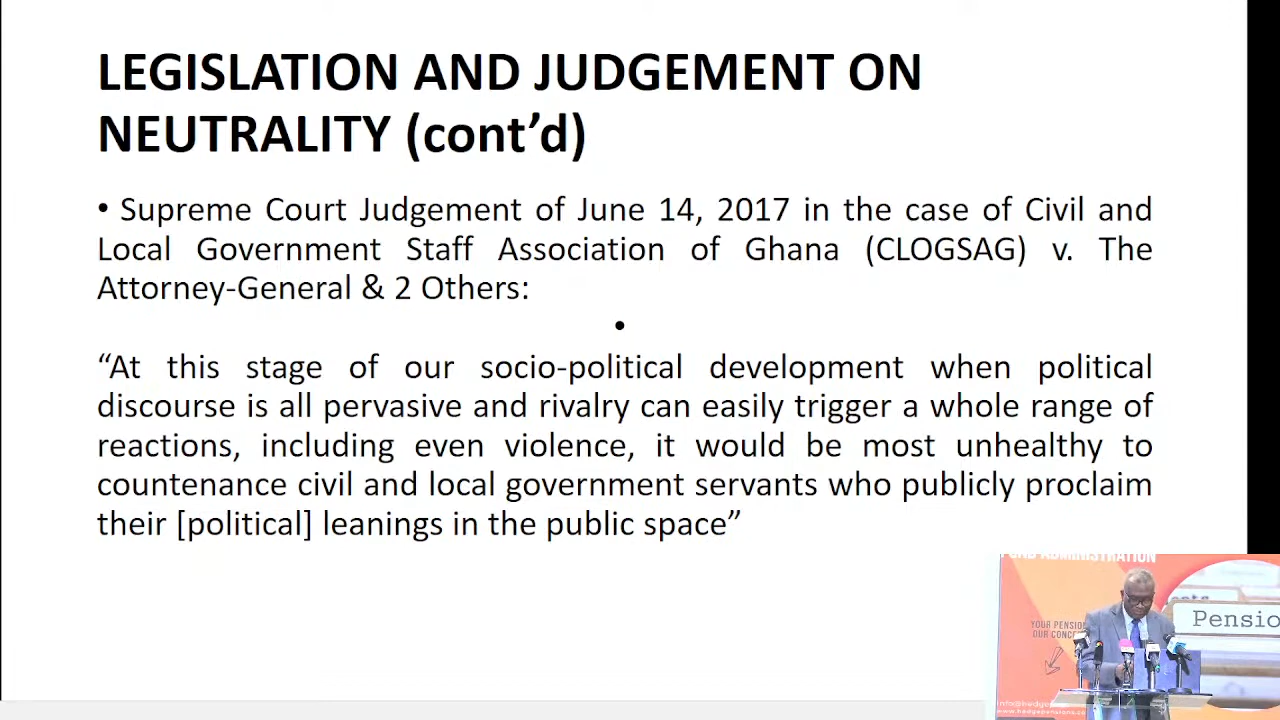 LEGISLATION AND JUDGEMENT ON
NEUTRALITY (cont’d)
• Supreme Court Judgement of June 14, 2017 in the case of Civil and
Local Government Staff Association of Ghana (CLOGSAG) v. The
Attorney-General & 2 Others:
•
“At this stage of our socio-political development when political
discourse is all pervasive and rivalry can easily trigger a whole range of
reactions, including even violence, it would be most unhealthy to
countenance civil and local government servants who publicly proclaim
their [political] leanings in the public space”
ADMINISTRATION
YOUR PENSION
OUR
Pensio